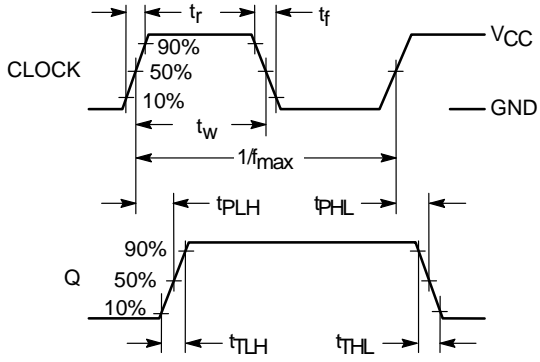 tr tf
VCC
90%
CLOCK 50%
10%
GND
tw
1/fmax
tPLH tPHL
90%
Q 50%
10%
tTLH tTHL